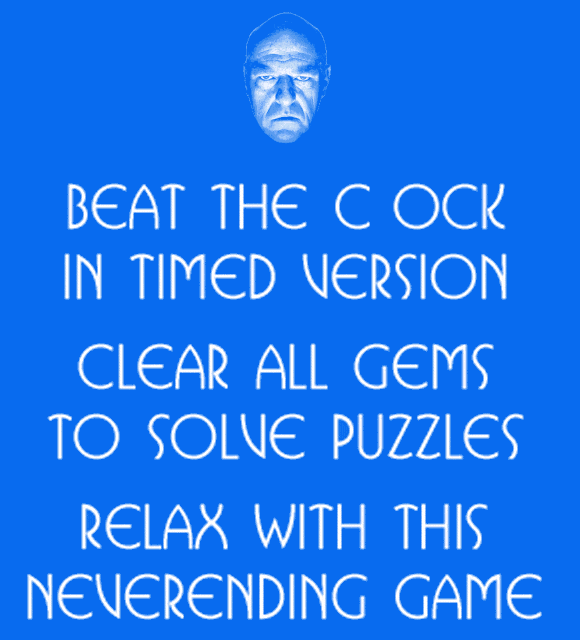 BEAT THE C OCK
IN TIMED VERSION
CLEAR ALL GEMS
TO SOLVE PUZZLES
RELAX WITH THIS
NEVERENDING GAME